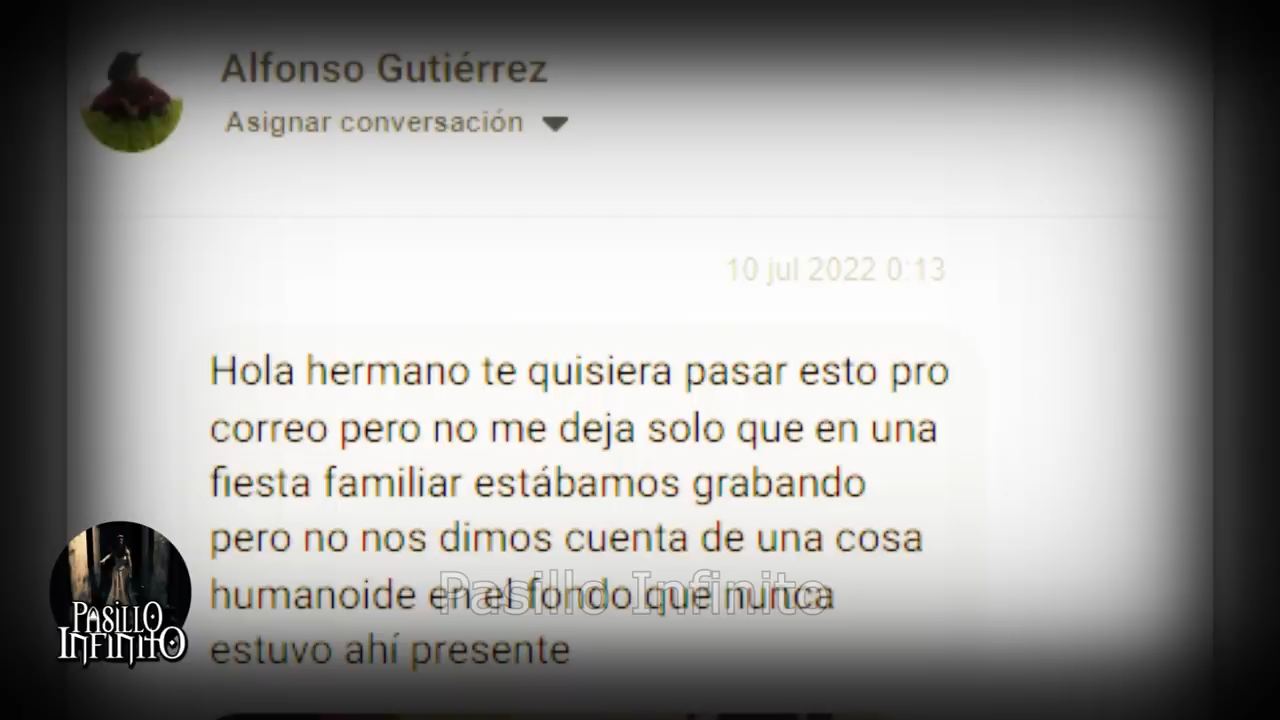 Alfonso Gutiérrez
Asignar conversación
10 jul 2022 0:13
Hola hermano te quisiera pasar esto pro
correo pero no me deja solo que en una
fiesta familiar estábamos grabando
pero no nos dimos cuenta de una cosa
humanoide en el fondo que nunca
estuvo ahí presente
Pasillo Infinito
PASILLO
INFINITO